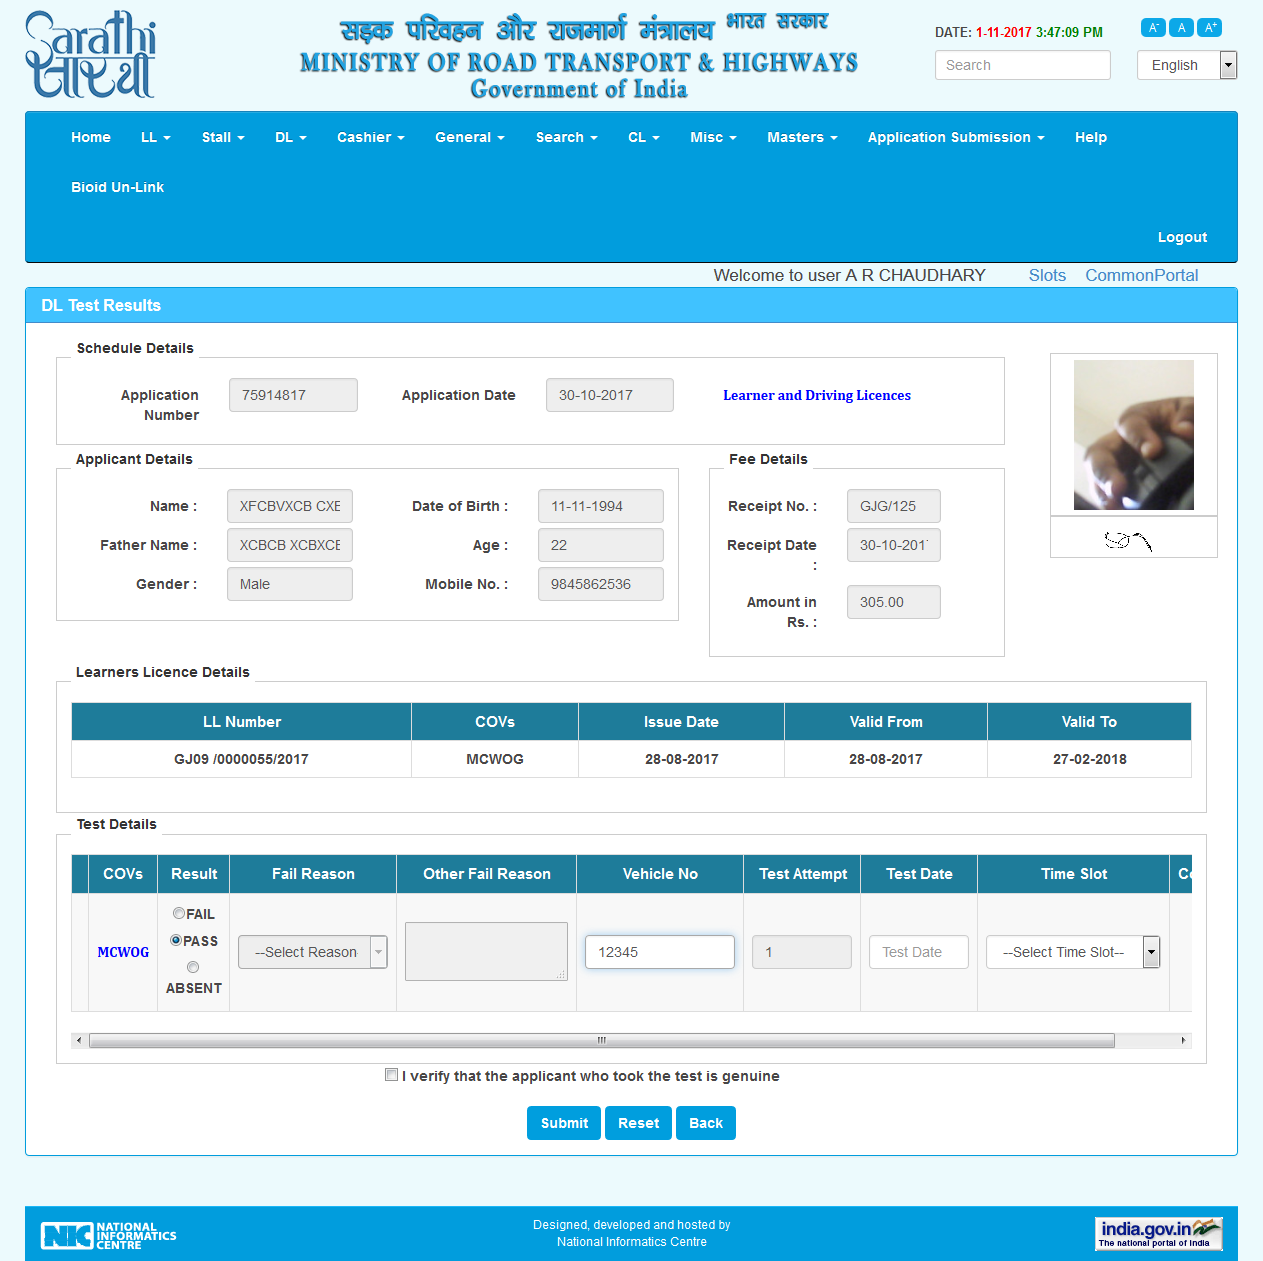 Sarathi
सारथी
सड़क परिवहन और राजमार्ग मंत्रालय भारत सरकार
MINISTRY OF ROAD TRANSPORT & HIGHWAYS
Government of India
DATE: 1-11-2017 3:47:09 PM
A- A A+
Search
English
Home LL Stall DL Cashier General Search CL Misc Masters Application Submission Help
Bioid Un-Link
Logout
Welcome to user A R CHAUDHARY Slots CommonPortal
DL Test Results
Schedule Details
Application Number 75914817 Application Date 30-10-2017 Learner and Driving Licences
Applicant Details
Name : XFCBVXCB CXB Date of Birth : 11-11-1994
Father Name : XCBCB XCBXCB Age : 22
Gender : Male Mobile No. : 9845862536
Fee Details
Receipt No. : GJG/125
Receipt Date : 30-10-201
Amount in Rs. : 305.00
Learners Licence Details
LL Number COVs Issue Date Valid From Valid To
GJ09 /0000055/2017 MCWOG 28-08-2017 28-08-2017 27-02-2018
Test Details
COVs Result Fail Reason Other Fail Reason Vehicle No Test Attempt Test Date Time Slot
FAIL
PASS
ABSENT
MCWOG --Select Reason 12345 1 Test Date --Select Time Slot--
I verify that the applicant who took the test is genuine
Submit Reset Back
NIC NATIONAL INFORMATICS CENTRE
Designed, developed and hosted by
National Informatics Centre
india.gov.in
The national portal of India